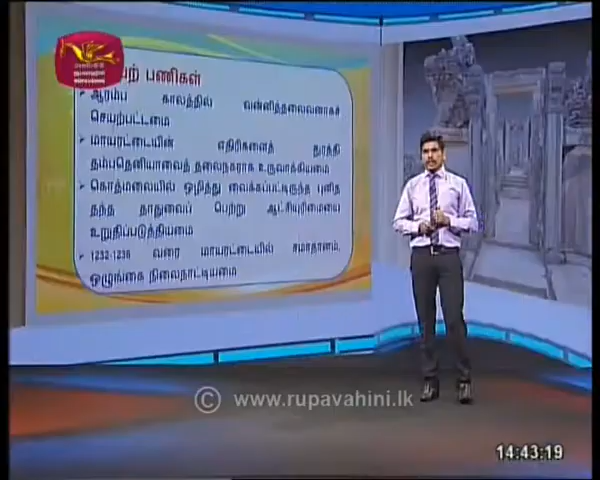 ற் பணிகள்
➢ ஆரம்ப காலத்தில் வன்னித்தலைவனாகச்
செயற்பட்டமை
➢ மாயரட்டையின் எதிரிகளைத் துரத்தி
தம்பதெனியாவைத் தலைநகராக உருவாக்கியமை
➢ கொத்மலையில் ஒழித்து வைக்கப்பட்டிருந்த புனித
தந்த தாதுவைப் பெற்று ஆட்சியுரிமையை
உறுதிப்படுத்தியமை
➢ 1232-1236 வரை மாயரட்டையில் சமாதானம்,
ஒழுங்கை நிலைநாட்டியமை
© www.rupavahini.lk
14:43:19